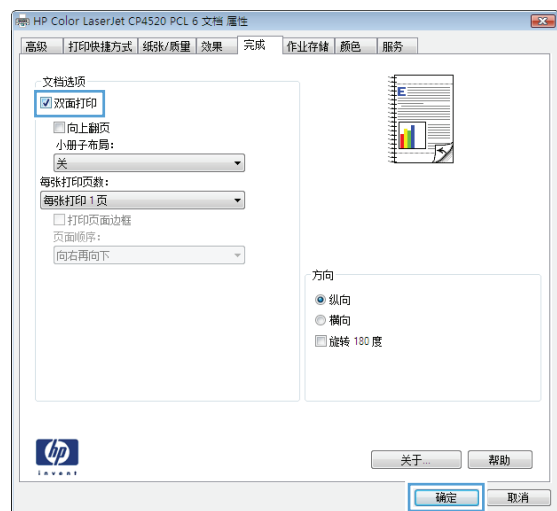 HP Color LaserJet CP4520 PCL 6 文档 属性
高级 打印快捷方式 纸张/质量 效果 完成 作业存储 颜色 服务
文档选项
双面打印
向上翻页
小册子布局:
关
每张打印页数:
每张打印 1 页
打印页面边框
页面顺序:
向右再向下
E
方向
纵向
横向
旋转 180 度
hp
invent
关于... 帮助
确定 取消